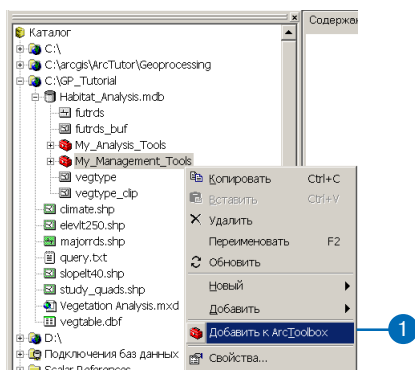 Содержа
Каталог
C:\
C:\arcgis\ArcTutor\Geoprocessing
C:\GP_Tutorial
Habitat_Analysis.mdb
futrds
futrds_buf
My_Analysis_Tools
My_Management_Tools
vegtype
vegtype_clip
climate.shp
elevlt250.shp
majorrds.shp
query.txt
slopelt40.shp
study_quads.shp
Vegetation Analysis.mxd
vegtable.dbf
D:\
Подключения баз данных
Scalar References
Копировать Ctrl+C
Вставить Ctrl+V
Удалить
Переименовать F2
Обновить
Новый
Добавить
Добавить к ArcToolbox
Свойства...
1